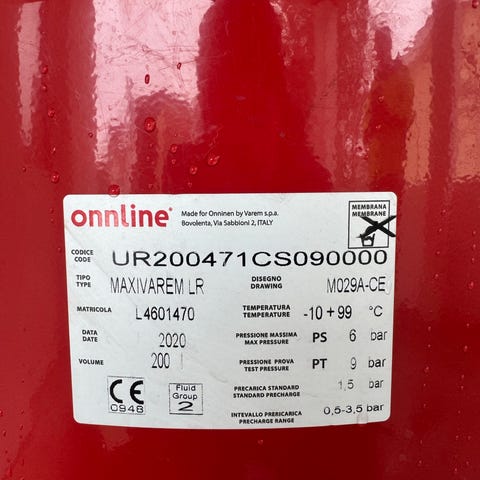 onnline®
Made for Onninen by Varem s.p.a.
Bovolenta, Via Sabbioni 2, ITALY
MEMBRANA
MEMBRANE
CODICE
CODE
UR200471CS090000
TIPO
TYPE
MAXIVAREM LR
DISEGNO
DRAWING
M029A-CE
MATRICOLA
L4601470
TEMPERATURA
TEMPERATURE
-10 +99 °C
DATA
DATE
2020
PRESSIONE MASSIMA
MAX PRESSURE
PS 6 bar
VOLUME
200 l
PRESSIONE PROVA
TEST PRESSURE
PT 9 bar
PRECARICA STANDARD
STANDARD PRECHARGE
1,5 bar
CE
0948
Fluid
Group
2
INTEVALLO PRERICARICA
PRECHARGE RANGE
0,5-3,5 bar